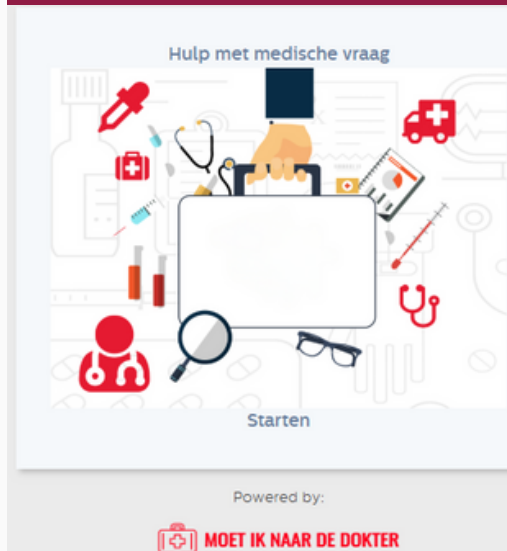 Hulp met medische vraag
Starten
Powered by:
MOET IK NAAR DE DOKTER